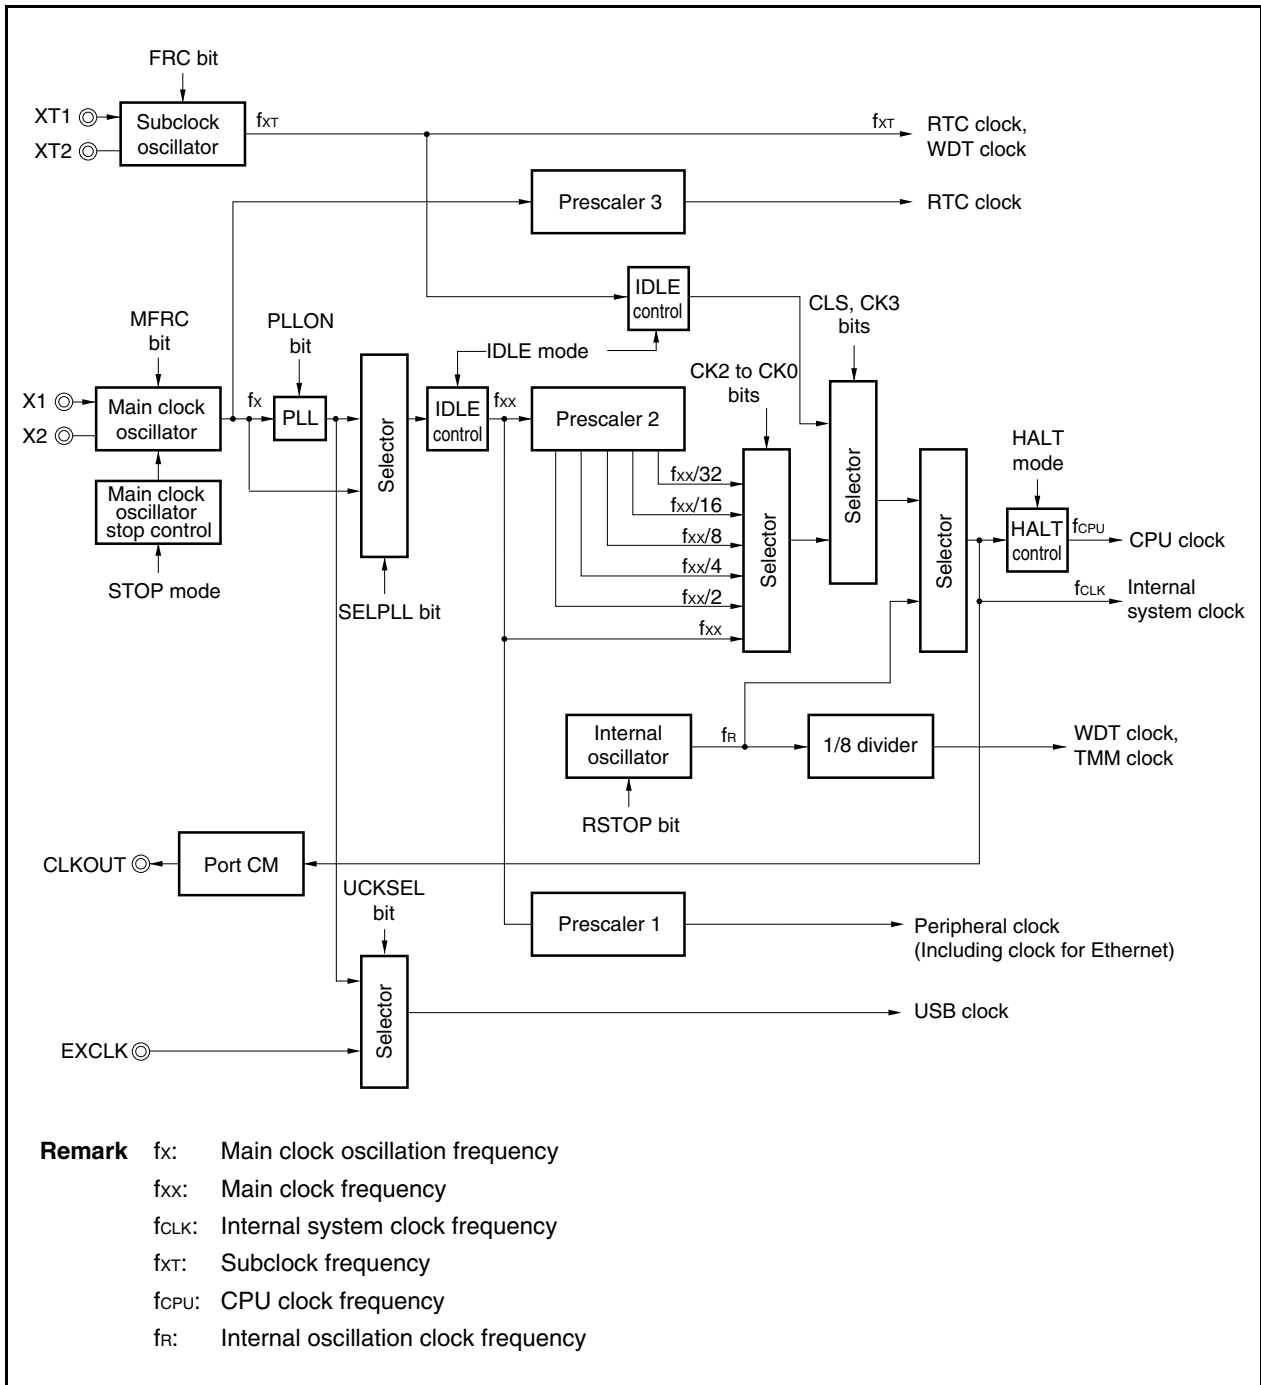 FRC bit
XT1
XT2
Subclock
oscillator
fXT
fXT
RTC clock,
WDT clock
Prescaler 3
RTC clock
IDLE
control
MFRC
bit
PLLON
bit
IDLE mode
CLS, CK3
bits
CK2 to CK0
bits
X1
X2
Main clock
oscillator
fX
PLL
Selector
IDLE
control
fXX
Prescaler 2
Selector
HALT
mode
Main clock
oscillator
stop control
STOP mode
SELPLL bit
fXX/32
fXX/16
fXX/8
fXX/4
fXX/2
fXX
Selector
Selector
HALT
control
fCPU
CPU clock
fCLK
Internal
system clock
Internal
oscillator
fR
1/8 divider
WDT clock,
TMM clock
RSTOP bit
CLKOUT
Port CM
UCKSEL
bit
Prescaler 1
Peripheral clock
(Including clock for Ethernet)
Selector
USB clock
EXCLK
Remark fX: Main clock oscillation frequency
fXX: Main clock frequency
fCLK: Internal system clock frequency
fXT: Subclock frequency
fCPU: CPU clock frequency
fR: Internal oscillation clock frequency